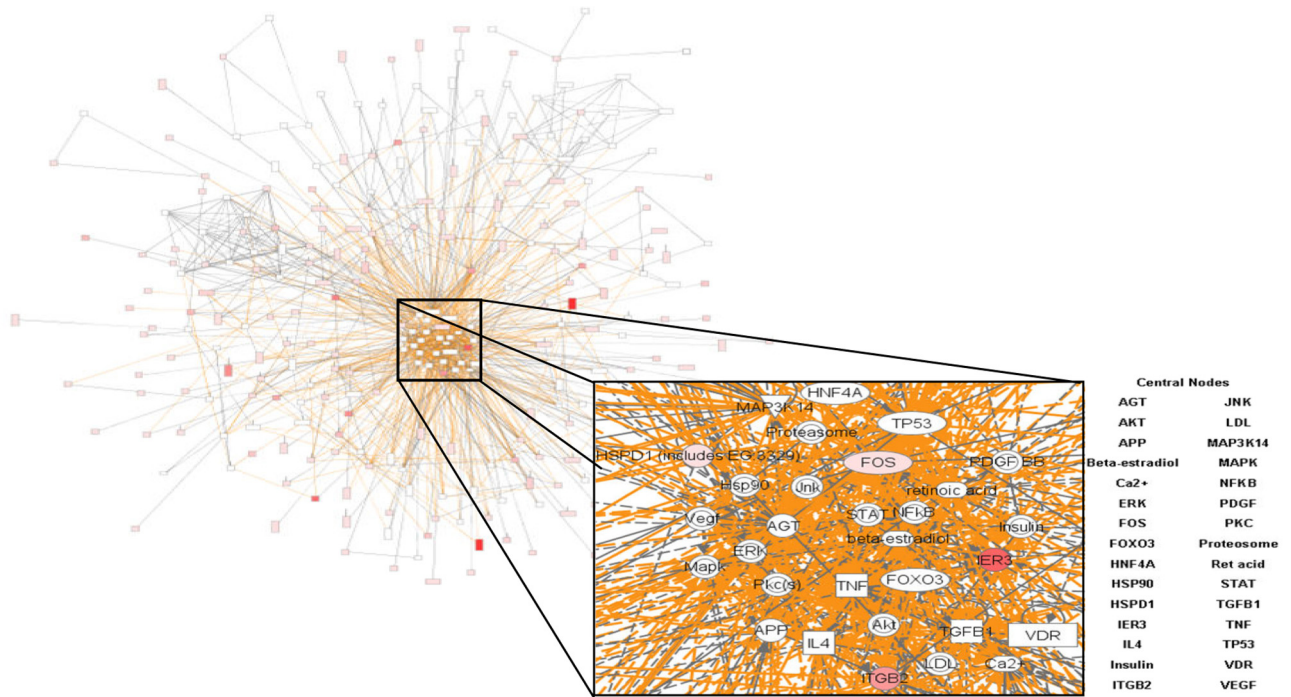 HNF4A
MAP3K14
TP53
Proteasome
HSPD1 (includes EG 3329)
FOS
PDGF BB
Hsp90
Jnk
retinoic acid
Vegf
AGT
STAT
NFkB
Insulin
beta-estradiol
ERK
IER3
Mapk
Pkc(s)
TNF
FOXO3
APP
IL4
Akt
TGFB1
VDR
LDL
Ca2+
ITGB2
Central Nodes
AGT JNK
AKT LDL
APP MAP3K14
Beta-estradiol MAPK
Ca2+ NFKB
ERK PDGF
FOS PKC
FOXO3 Proteosome
HNF4A Ret acid
HSP90 STAT
HSPD1 TGFB1
IER3 TNF
IL4 TP53
Insulin VDR
ITGB2 VEGF